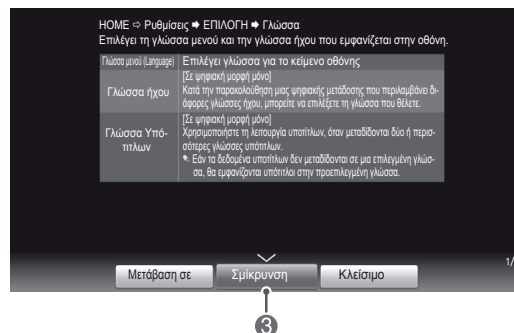 HOME ⇨ Ρυθμίσεις ➡ ΕΠΙΛΟΓΗ ➡ Γλώσσα
Επιλέγει τη γλώσσα μενού και την γλώσσα ήχου που εμφανίζεται στην οθόνη.
Γλώσσα μενού (Language) Επιλέγει γλώσσα για το κείμενο οθόνης
Γλώσσα ήχου
[Σε ψηφιακή μορφή μόνο]
Κατά την παρακολούθηση μιας ψηφιακής μετάδοσης που περιλαμβάνει δι-
άφορες γλώσσες ήχου, μπορείτε να επιλέξετε τη γλώσσα που θέλετε.
Γλώσσα Υπό-
τιτλων
[Σε ψηφιακή μορφή μόνο]
Χρησιμοποιήστε τη λειτουργία υποτίτλων, όταν μεταδίδονται δύο ή περισ-
σότερες γλώσσες υπότιτλων.
Εάν τα δεδομένα υποτίτλων δεν μεταδίδονται σε μια επιλεγμένη γλώσ-
σα, θα εμφανίζονται υπότιτλοι στην προεπιλεγμένη γλώσσα.
1/
Μετάβαση σε Σμίκρυνση Κλείσιμο
3